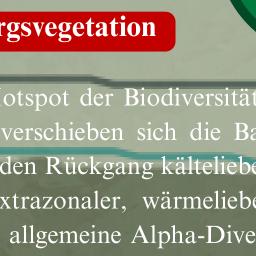 rgsvegetation
Hotspot der Biodiversität
verschieben sich die Ba
den Rückgang kälteliebe
xtrazonaler, wärmeliebe
allgemeine Alpha-Dive